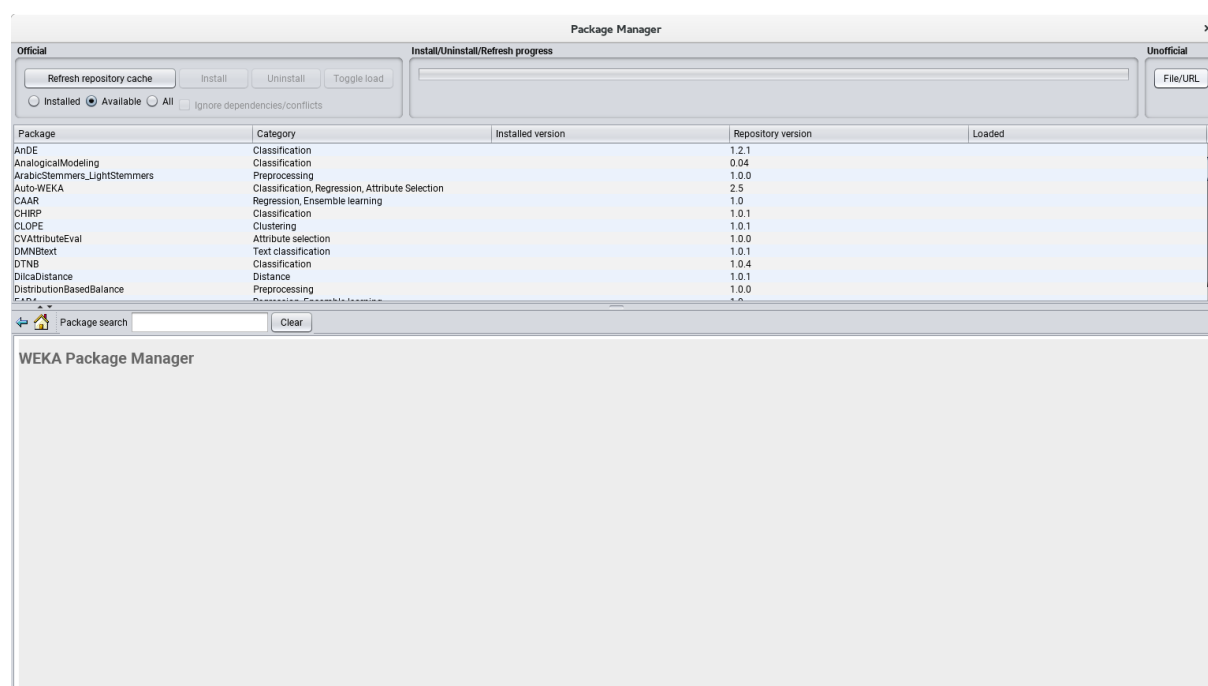 Package Manager
Official
Install/Uninstall/Refresh progress
Unofficial
Refresh repository cache Install Uninstall Toggle load File/URL
Installed Available All Ignore dependencies/conflicts
Package Category Installed version Repository version Loaded
AnDE Classification 1.2.1
AnalogicalModeling Classification 0.04
ArabicStemmers_LightStemmers Preprocessing 1.0.0
Auto-WEKA Classification, Regression, Attribute Selection 2.5
CAAR Regression, Ensemble learning 1.0
CHIRP Classification 1.0.1
CLOPE Clustering 1.0.1
CVAttributeEval Attribute selection 1.0.0
DMNBtext Text classification 1.0.1
DTNB Classification 1.0.4
DilcaDistance Distance 1.0.1
DistributionBasedBalance Preprocessing 1.0.0
Package search Clear
WEKA Package Manager